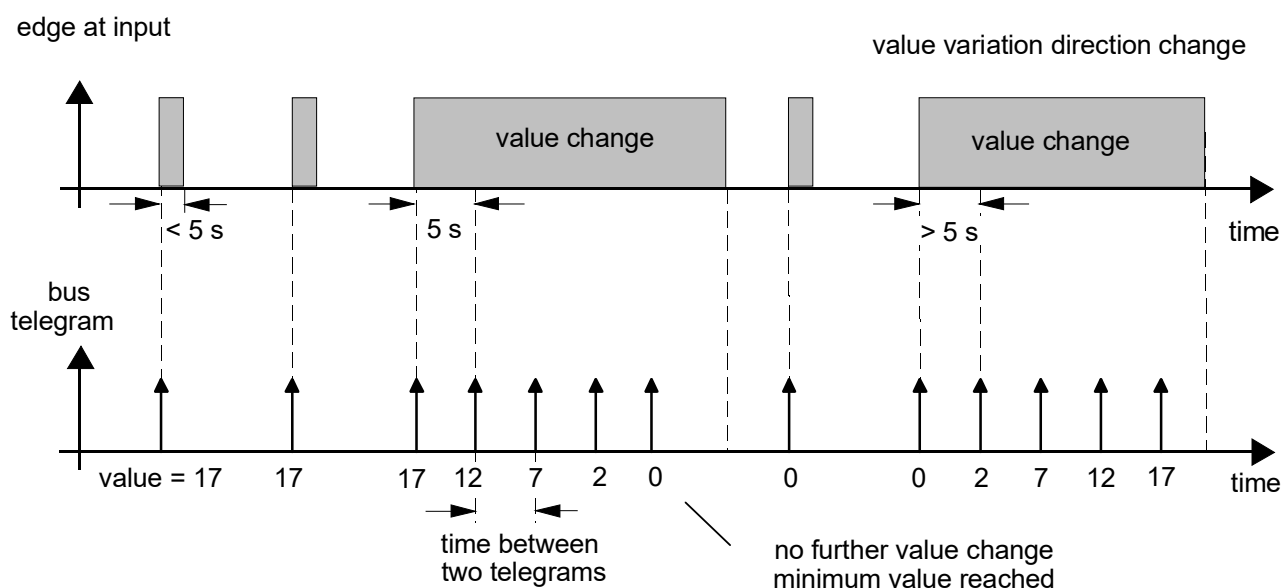 edge at input
value variation direction change
value change
value change
< 5 s
5 s
> 5 s
time
bus
telegram
value = 17
17
17
12
7
2
0
0
0
2
7
12
17
time
time between
two telegrams
no further value change
minimum value reached